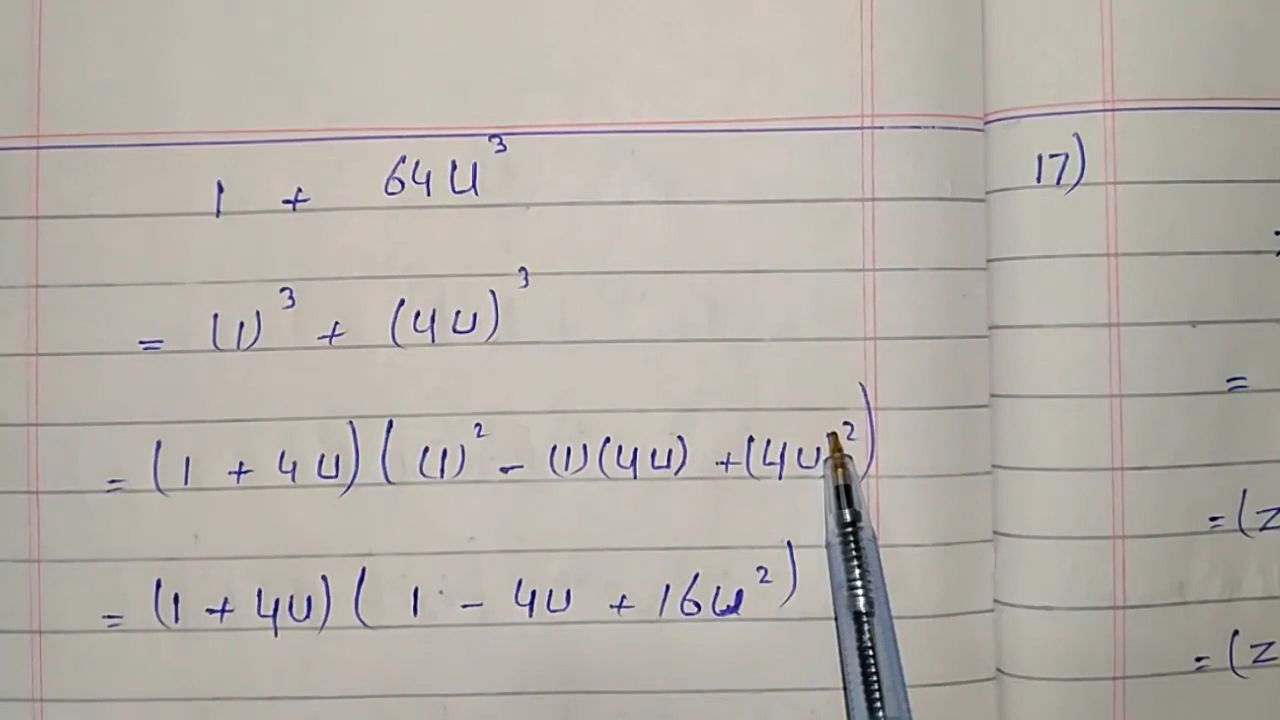 1 + 64u³
= (1)³ + (4u)³
= (1 + 4u)((1)² - (1)(4u) + (4u)²)
= (1 + 4u)(1 - 4u + 16u²)
17)
=
= (z
= (z